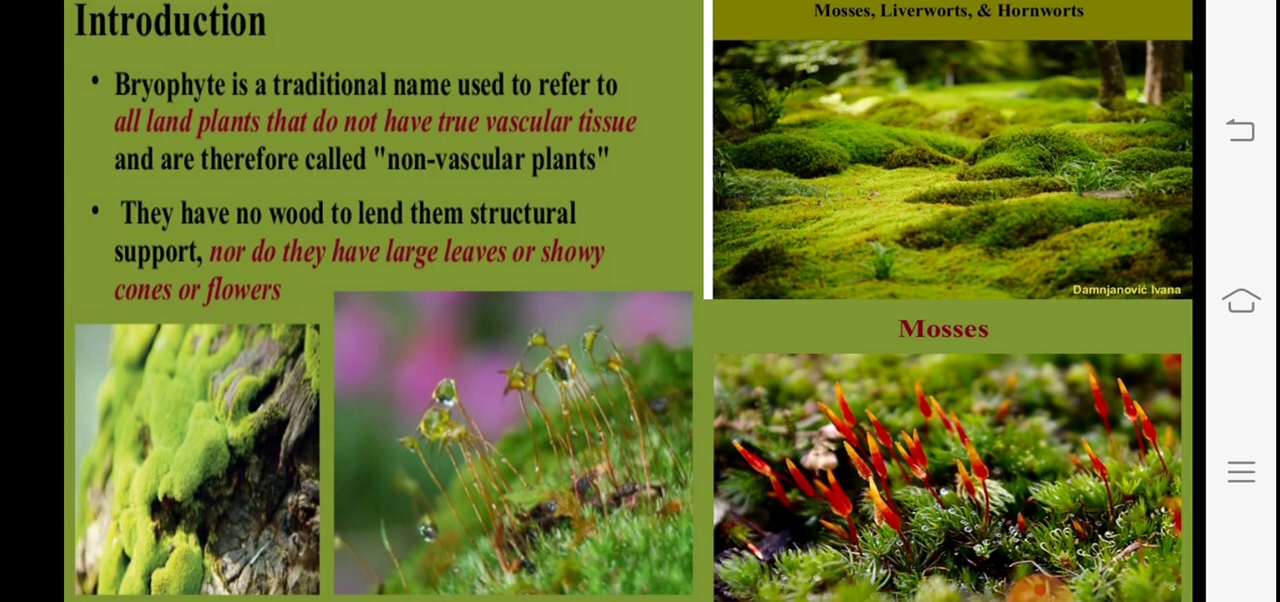 Introduction
• Bryophyte is a traditional name used to refer to
all land plants that do not have true vascular tissue
and are therefore called "non-vascular plants"
• They have no wood to lend them structural
support, nor do they have large leaves or showy
cones or flowers
Mosses, Liverworts, & Hornworts
Damnjanović Ivana
Mosses